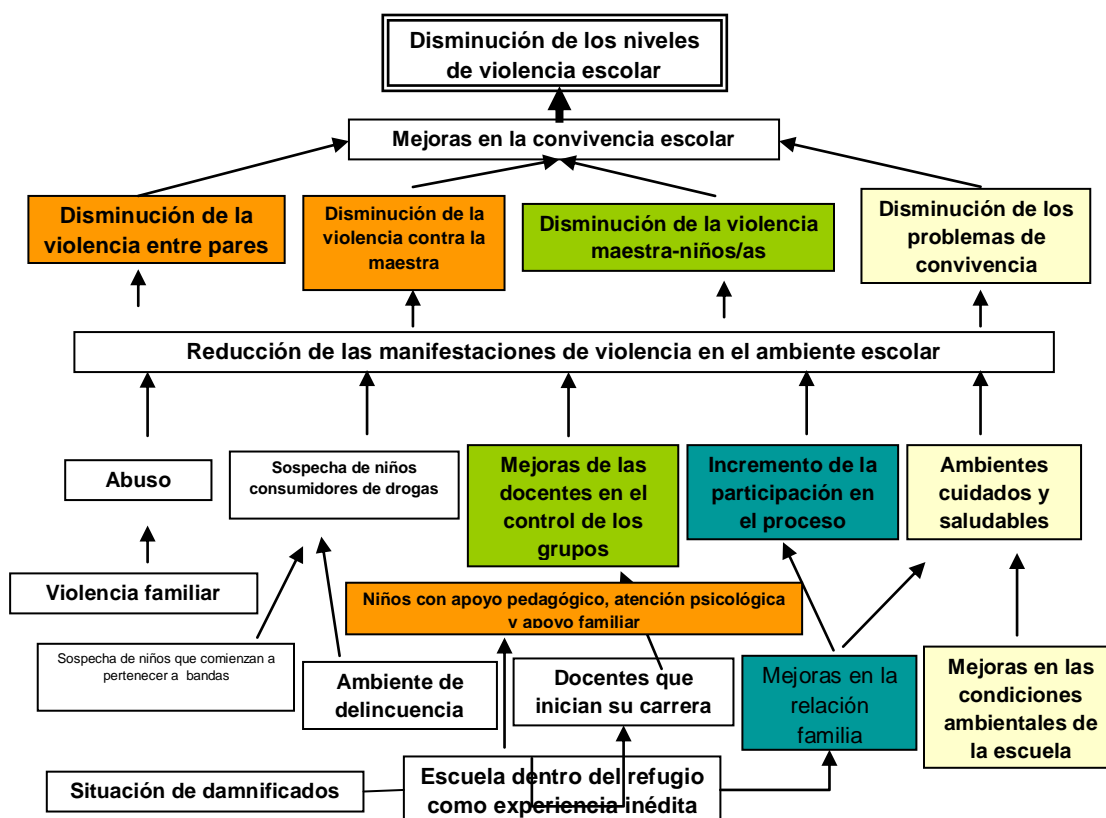 Disminución de los niveles
de violencia escolar
Mejoras en la convivencia escolar
Disminución de la
violencia entre pares
Disminución de la
violencia contra la
maestra
Disminución de la violencia
maestra-niños/as
Disminución de los
problemas de
convivencia
Reducción de las manifestaciones de violencia en el ambiente escolar
Abuso
Sospecha de niños
consumidores de drogas
Mejoras de las
docentes en el
control de los
grupos
Incremento de la
participación en
el proceso
Ambientes
cuidados y
saludables
Violencia familiar
Niños con apoyo pedagógico, atención psicológica
y apoyo familiar
Sospecha de niños que comienzan a
pertenecer a bandas
Ambiente de
delincuencia
Docentes que
inician su carrera
Mejoras en la
relación
familia
Mejoras en las
condiciones
ambientales de
la escuela
Situación de damnificados
Escuela dentro del refugio
como experiencia inédita